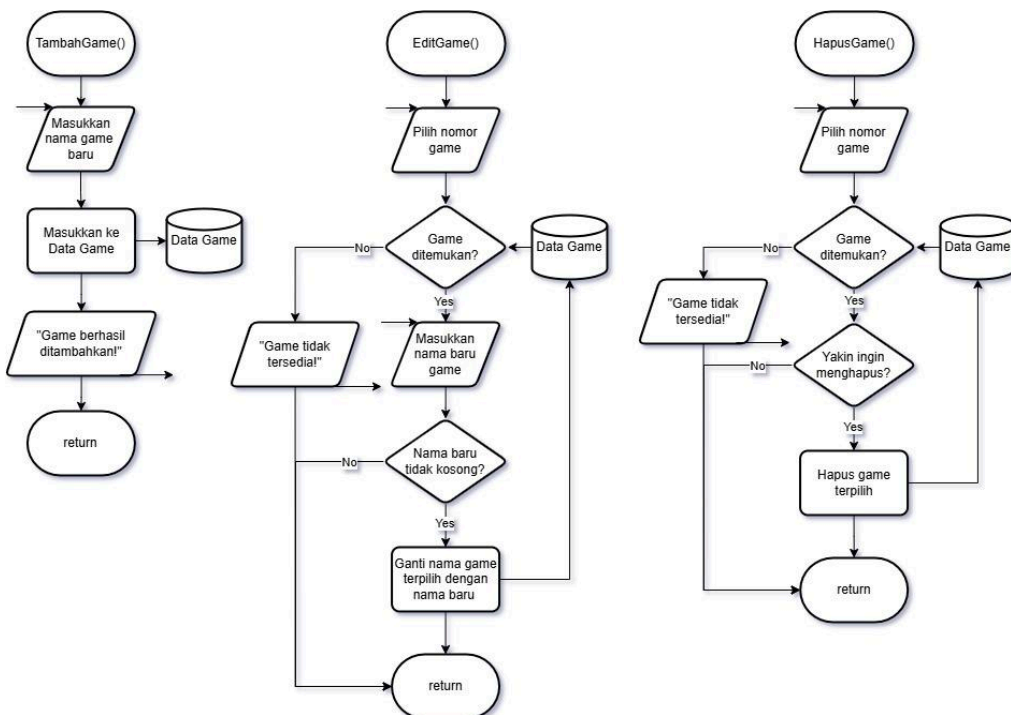 TambahGame()
Masukkan
nama game
baru
Masukkan ke
Data Game
Data Game
"Game berhasil
ditambahkan!"
return
EditGame()
Pilih nomor
game
Game
ditemukan?
Data Game
No
Yes
"Game tidak
tersedia!"
Masukkan
nama baru
game
Nama baru
tidak kosong?
No
Yes
Ganti nama game
terpilih dengan
nama baru
return
HapusGame()
Pilih nomor
game
Game
ditemukan?
Data Game
No
Yes
"Game tidak
tersedia!"
Yakin ingin
menghapus?
No
Yes
Hapus game
terpilih
return